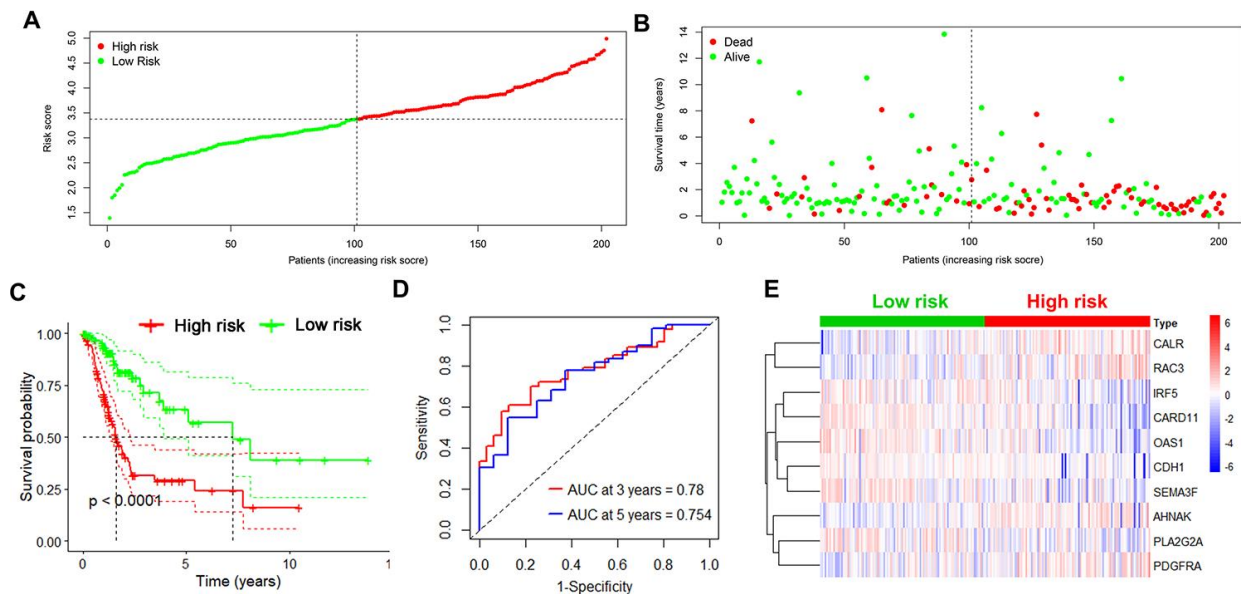 A
High risk
Low Risk
Risk score
5.0
4.5
4.0
3.5
3.0
2.5
2.0
1.5
0
50
100
150
200
Patients (increasing risk socre)
B
Dead
Alive
Survival time (years)
14
12
10
8
6
4
2
0
0
50
100
150
200
Patients (increasing risk socre)
C
High risk
Low risk
Survival probability
1.00
0.75
0.50
0.25
0.00
p < 0.0001
0
5
10
1
Time (years)
D
Sensitivity
1.0
0.8
0.6
0.4
0.2
0.0
AUC at 3 years = 0.78
AUC at 5 years = 0.754
0.0
0.2
0.4
0.6
0.8
1.0
1-Specificity
E
Low risk
High risk
Type
CALR
RAC3
IRF5
CARD11
OAS1
CDH1
SEMA3F
AHNAK
PLA2G2A
PDGFRA
6
4
2
0
-2
-4
-6